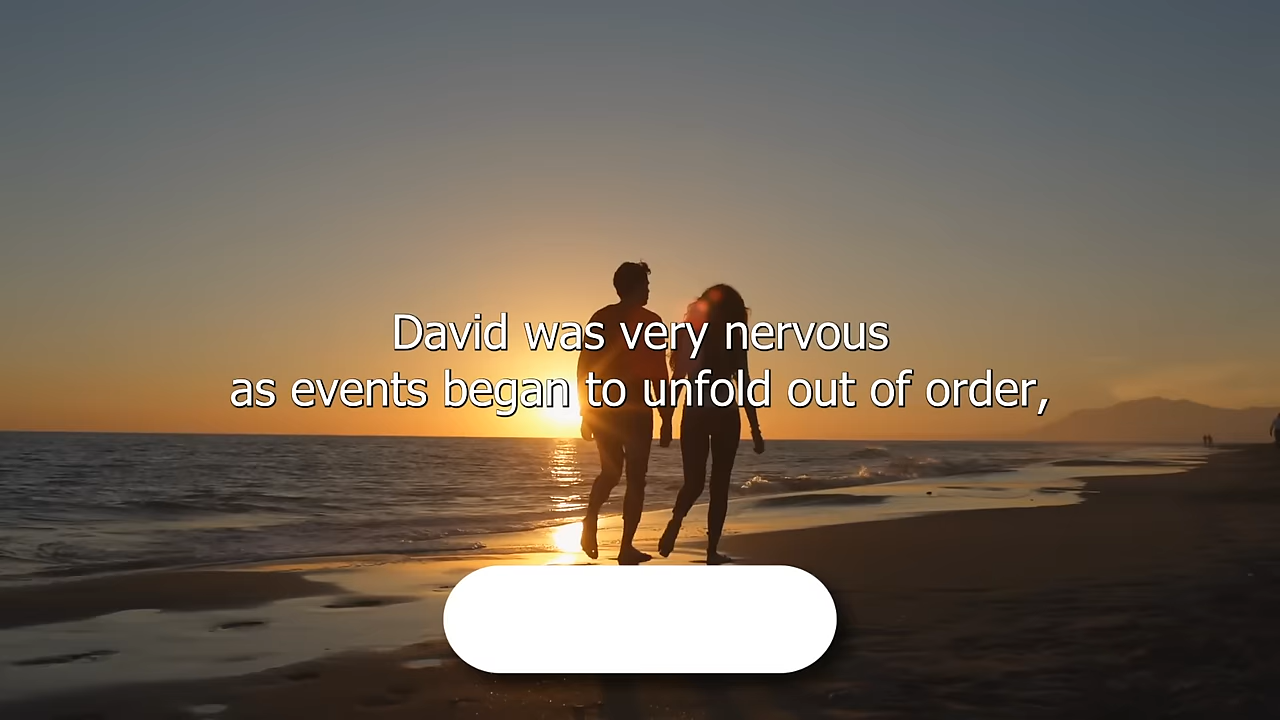 David was very nervous
as events began to unfold out of order,